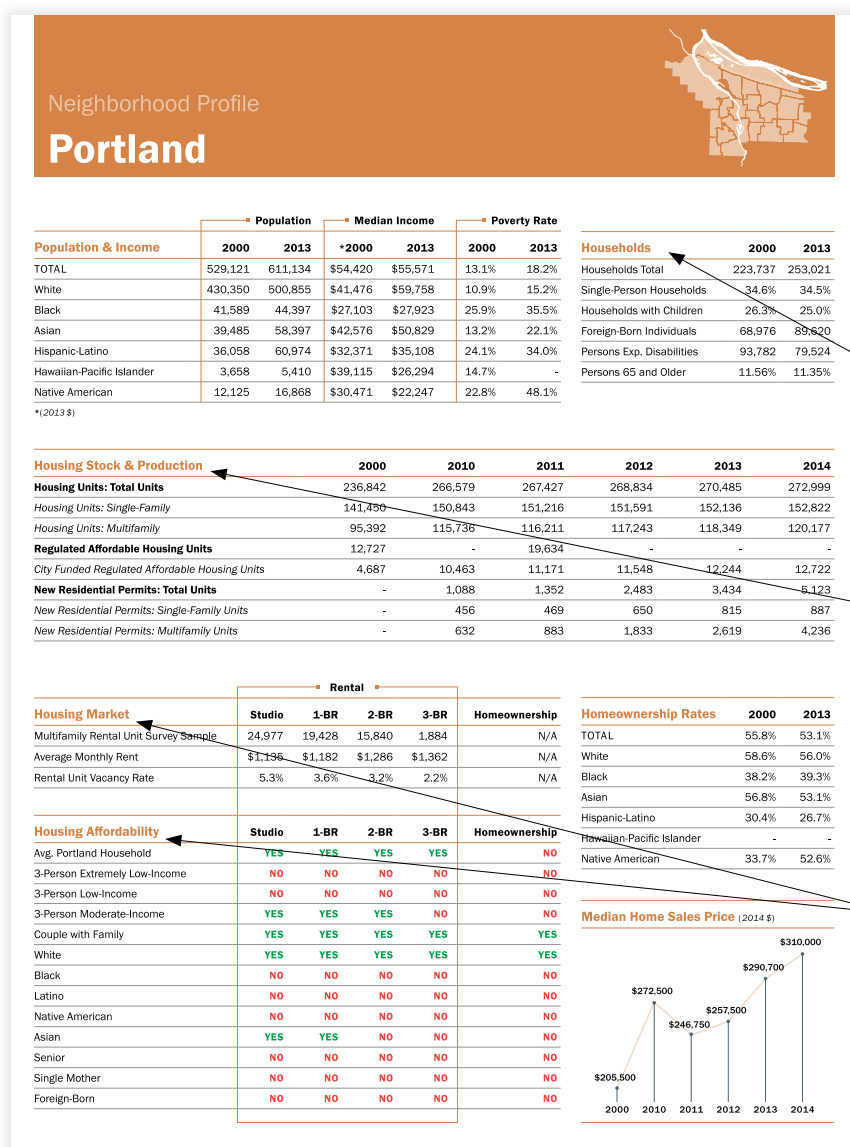 Neighborhood Profile
Portland
Population Median Income Poverty Rate
Population & Income 2000 2013 *2000 2013 2000 2013
TOTAL 529,121 611,134 $54,420 $55,571 13.1% 18.2%
White 430,350 500,855 $41,476 $59,758 10.9% 15.2%
Black 41,589 44,397 $27,103 $27,923 25.9% 35.5%
Asian 39,485 58,397 $42,576 $50,829 13.2% 22.1%
Hispanic-Latino 36,058 60,974 $32,371 $35,108 24.1% 34.0%
Hawaiian-Pacific Islander 3,658 5,410 $39,115 $26,294 14.7% -
Native American 12,125 16,868 $30,471 $22,247 22.8% 48.1%
*(2013 $)
Households 2000 2013
Households Total 223,737 253,021
Single-Person Households 34.6% 34.5%
Households with Children 26.3% 25.0%
Foreign-Born Individuals 68,976 89,620
Persons Exp. Disabilities 93,782 79,524
Persons 65 and Older 11.56% 11.35%
Housing Stock & Production 2000 2010 2011 2012 2013 2014
Housing Units: Total Units 236,842 266,579 267,427 268,834 270,485 272,999
Housing Units: Single-Family 141,450 150,843 151,216 151,591 152,136 152,822
Housing Units: Multifamily 95,392 115,736 116,211 117,243 118,349 120,177
Regulated Affordable Housing Units 12,727 - 19,634 - - -
City Funded Regulated Affordable Housing Units 4,687 10,463 11,171 11,548 12,244 12,722
New Residential Permits: Total Units - 1,088 1,352 2,483 3,434 5,123
New Residential Permits: Single-Family Units - 456 469 650 815 887
New Residential Permits: Multifamily Units - 632 883 1,833 2,619 4,236
Rental
Housing Market Studio 1-BR 2-BR 3-BR Homeownership
Multifamily Rental Unit Survey Sample 24,977 19,428 15,840 1,884 N/A
Average Monthly Rent $1,135 $1,182 $1,286 $1,362 N/A
Rental Unit Vacancy Rate 5.3% 3.6% 3.2% 2.2% N/A
Housing Affordability Studio 1-BR 2-BR 3-BR Homeownership
Avg. Portland Household YES YES YES YES NO
3-Person Extremely Low-Income NO NO NO NO NO
3-Person Low-Income NO NO NO NO NO
3-Person Moderate-Income YES YES YES NO NO
Couple with Family YES YES YES YES YES
White YES YES YES YES YES
Black NO NO NO NO NO
Latino NO NO NO NO NO
Native American NO NO NO NO NO
Asian YES YES NO NO NO
Senior NO NO NO NO NO
Single Mother NO NO NO NO NO
Foreign-Born NO NO NO NO NO
Homeownership Rates 2000 2013
TOTAL 55.8% 53.1%
White 58.6% 56.0%
Black 38.2% 39.3%
Asian 56.8% 53.1%
Hispanic-Latino 30.4% 26.7%
Hawaiian-Pacific Islander - -
Native American 33.7% 52.6%
Median Home Sales Price (2014 $)
$310,000
$290,700
$272,500
$257,500
$246,750
$205,500
2000 2010 2011 2012 2013 2014